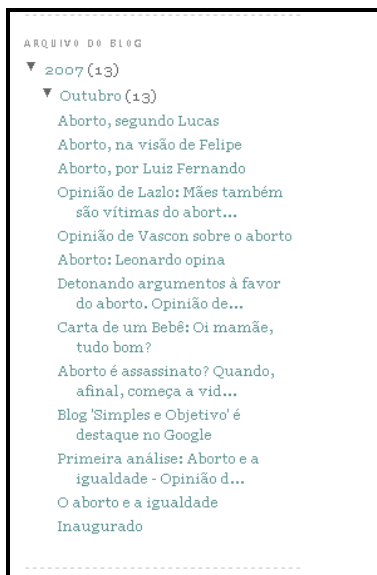 ARQUIVO DO BLOG
▼ 2007 (13)
▼ Outubro (13)
Aborto, segundo Lucas
Aborto, na visão de Felipe
Aborto, por Luiz Fernando
Opinião de Lazlo: Mães também
são vítimas do abort...
Opinião de Vascon sobre o aborto
Aborto: Leonardo opina
Detonando argumentos à favor
do aborto. Opinião de...
Carta de um Bebê: Oi mamãe,
tudo bom?
Aborto é assassinato? Quando,
afinal, começa a vid...
Blog 'Simples e Objetivo' é
destaque no Google
Primeira análise: Aborto e a
igualdade - Opinião d...
O aborto e a igualdade
Inaugurado